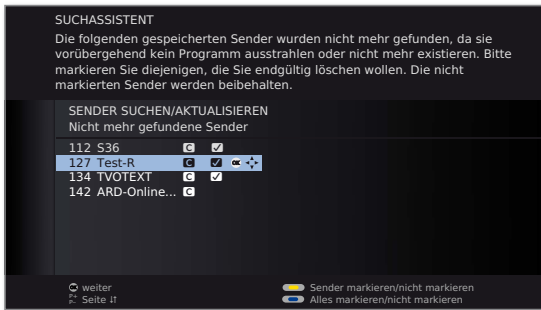 SUCHASSISTENT
Die folgenden gespeicherten Sender wurden nicht mehr gefunden, da sie
vorübergehend kein Programm ausstrahlen oder nicht mehr existieren. Bitte
markieren Sie diejenigen, die Sie endgültig löschen wollen. Die nicht
markierten Sender werden beibehalten.
SENDER SUCHEN/AKTUALISIEREN
Nicht mehr gefundene Sender
112 S36 C
127 Test-R C OK
134 TVOTEXT C
142 ARD-Online... C
OK weiter
P+ P- Seite ↓↑
Sender markieren/nicht markieren
Alles markieren/nicht markieren